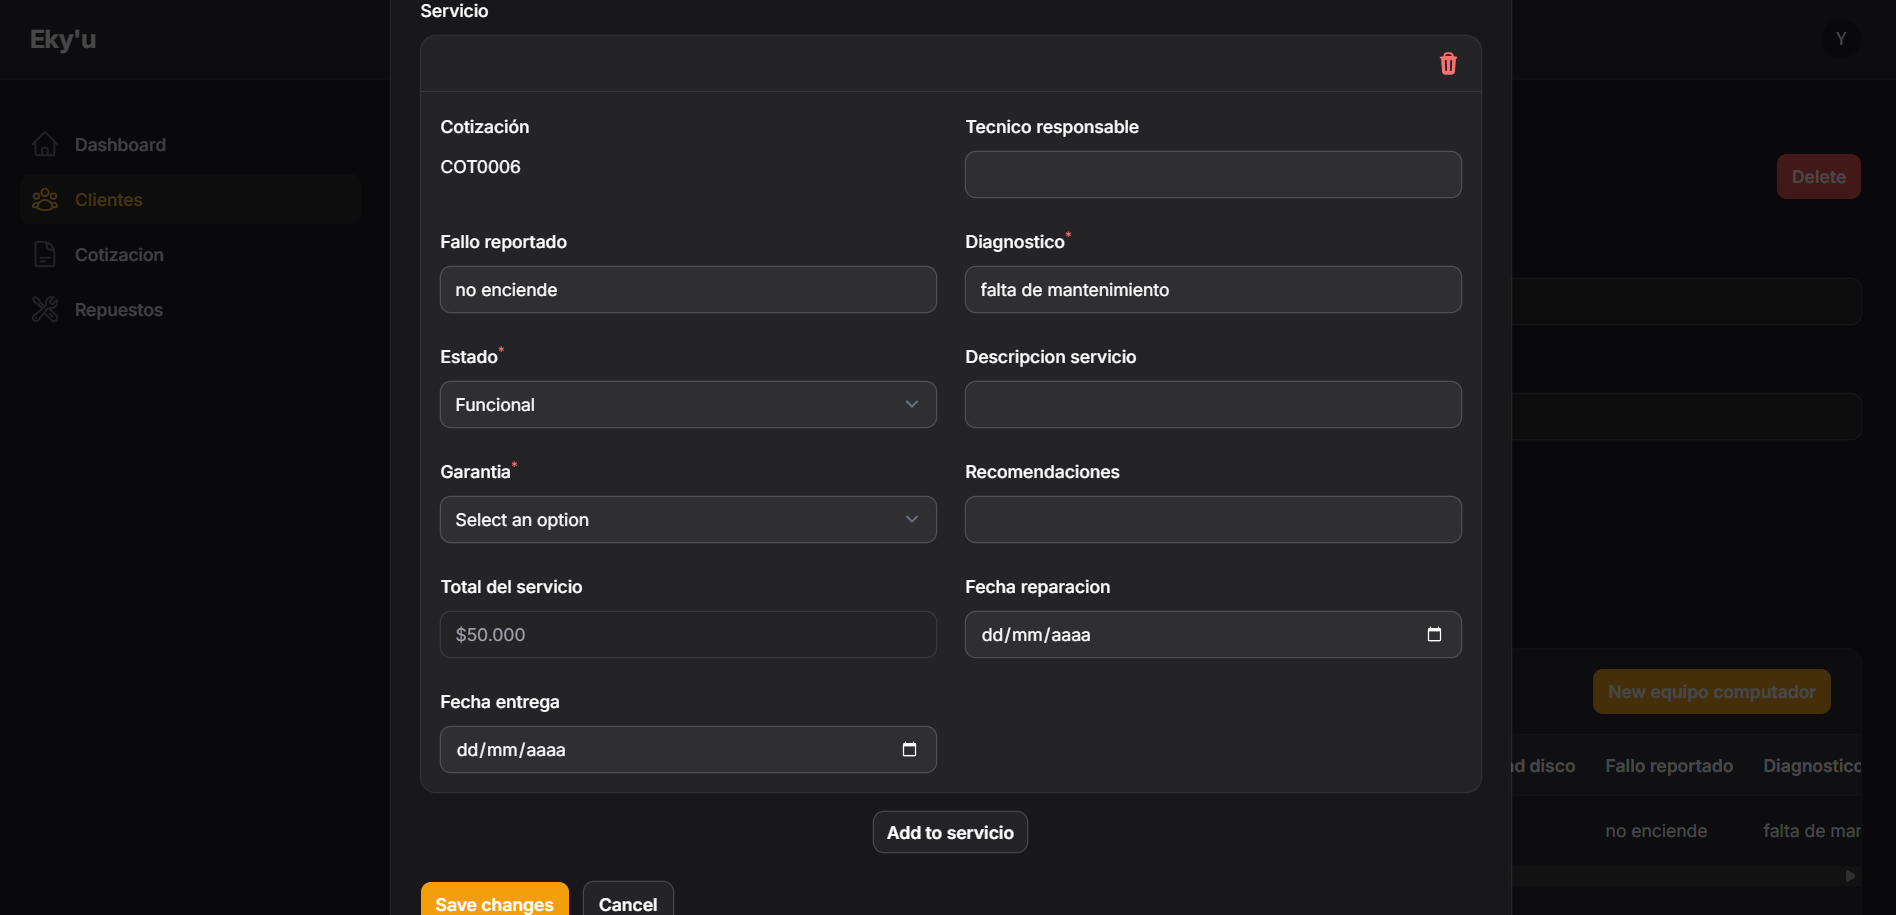 Eky'u
Y
Dashboard
Clientes
Cotizacion
Repuestos
Servicio
Cotización
COT0006
Tecnico responsable
Fallo reportado
no enciende
Diagnostico*
falta de mantenimiento
Estado*
Funcional
Descripcion servicio
Garantia*
Select an option
Recomendaciones
Total del servicio
$50.000
Fecha reparacion
dd/mm/aaaa
Fecha entrega
dd/mm/aaaa
Add to servicio
Save changes
Cancel
Delete
New equipo computador
disco
Fallo reportado
Diagnostico
no enciende
falta de mar